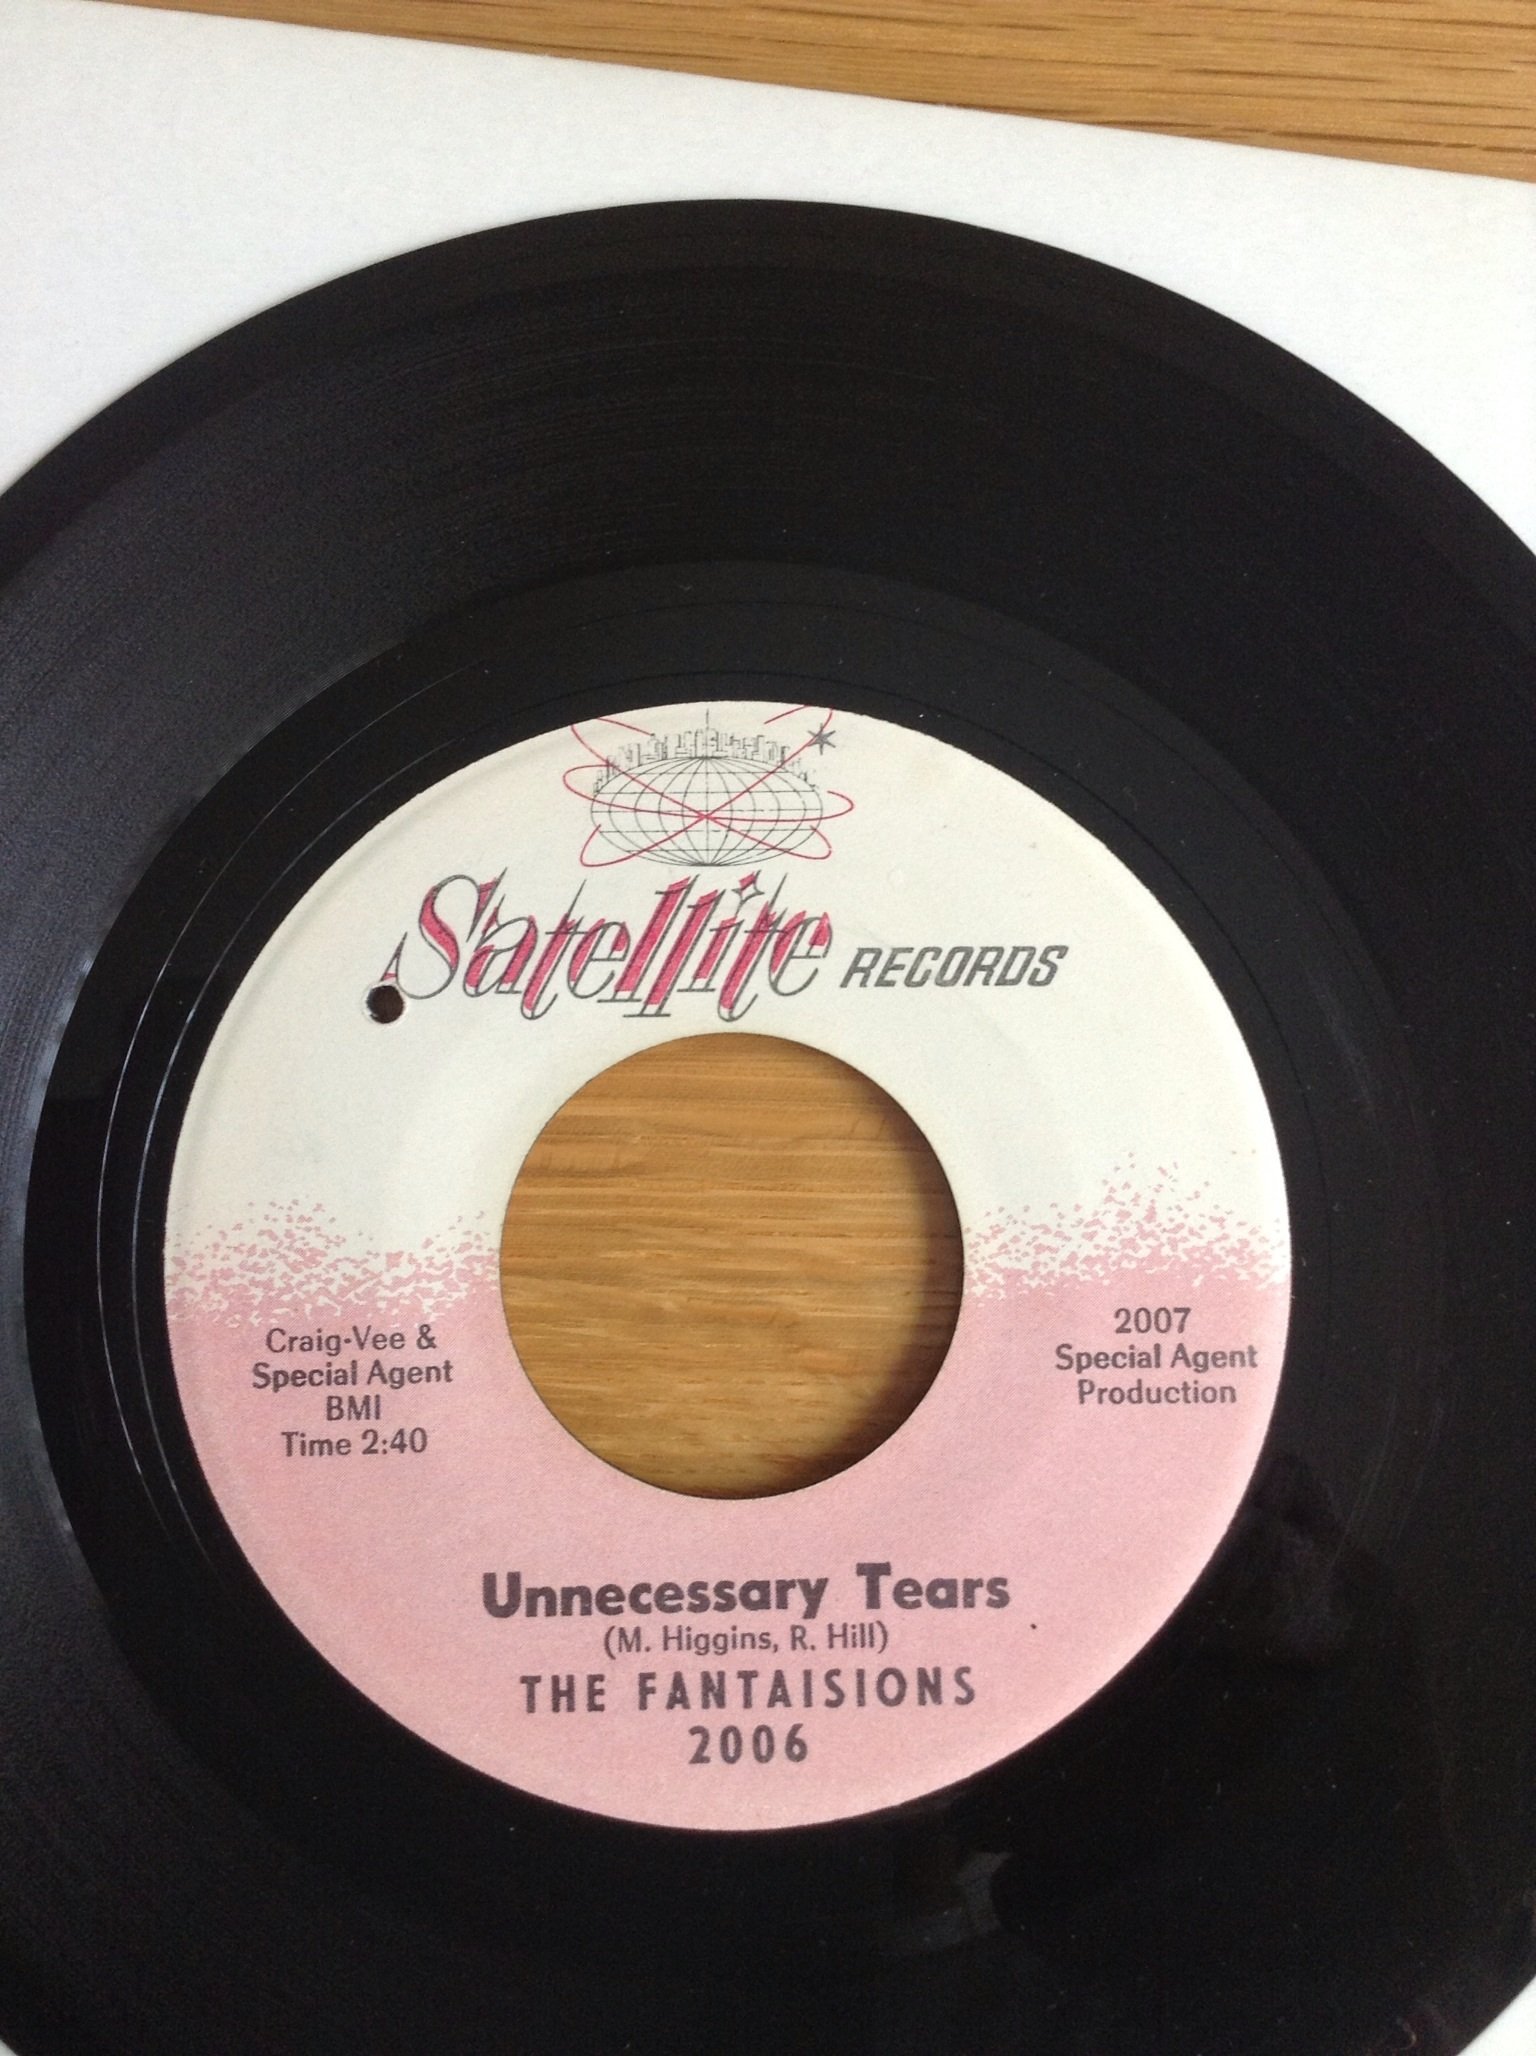 Satellite RECORDS
Craig-Vee &
Special Agent
BMI
Time 2:40
2007
Special Agent
Production
Unnecessary Tears
(M. Higgins, R. Hill)
THE FANTAISIONS
2006